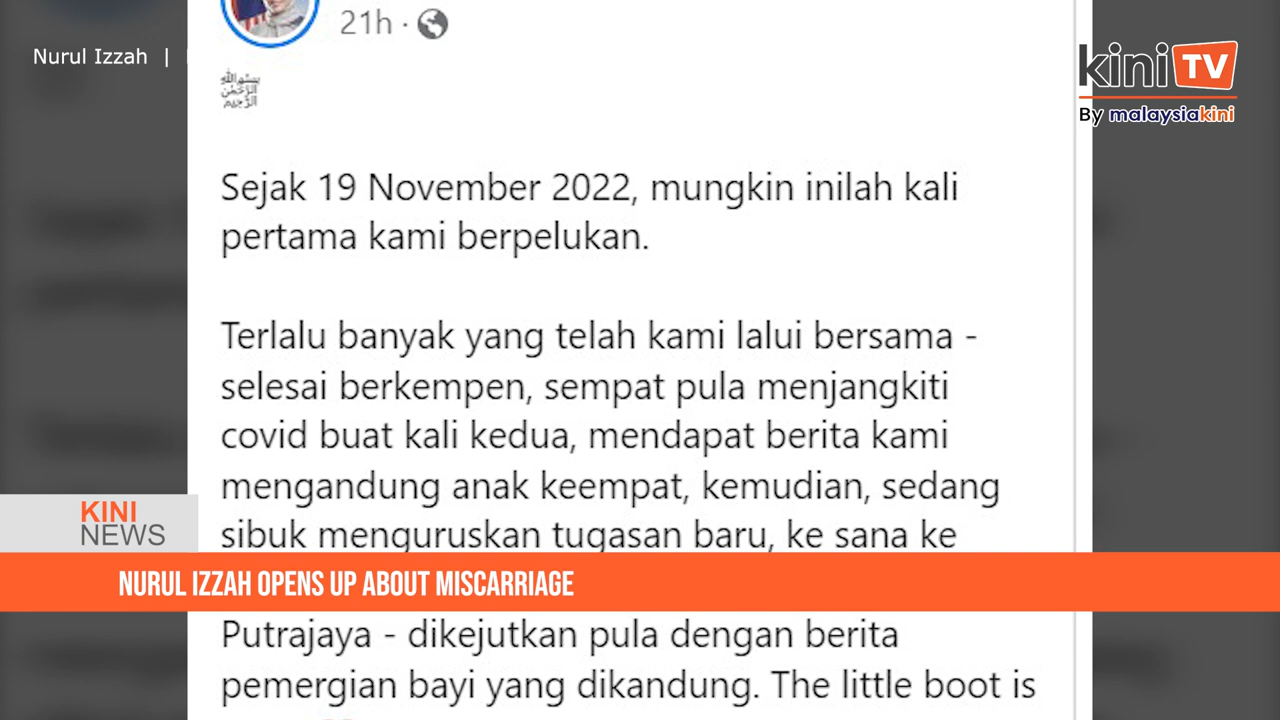 Nurul Izzah |
21h ·
kini TV
By malaysiakini
﷽
Sejak 19 November 2022, mungkin inilah kali
pertama kami berpelukan.
Terlalu banyak yang telah kami lalui bersama -
selesai berkempen, sempat pula menjangkiti
covid buat kali kedua, mendapat berita kami
mengandung anak keempat, kemudian, sedang
sibuk menguruskan tugasan baru, ke sana ke
KINI
NEWS
NURUL IZZAH OPENS UP ABOUT MISCARRIAGE
Putrajaya - dikejutkan pula dengan berita
pemergian bayi yang dikandung. The little boot is